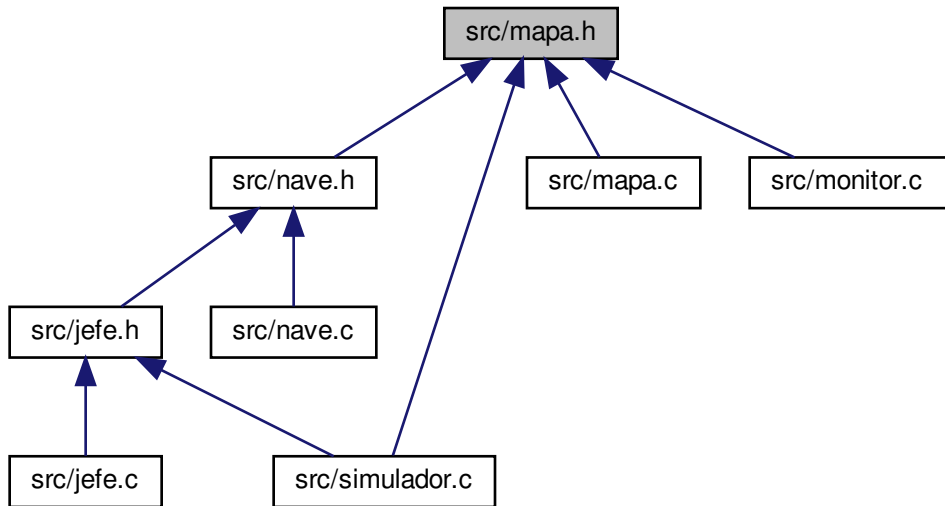 src/mapa.h
src/nave.h
src/mapa.c
src/monitor.c
src/jefe.h
src/nave.c
src/jefe.c
src/simulador.c